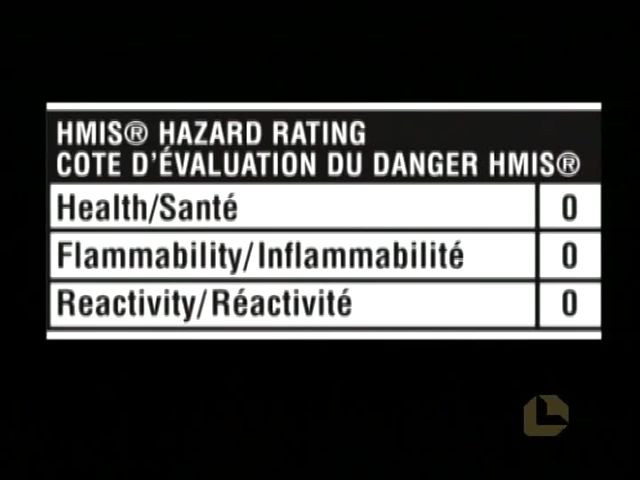 HMIS® HAZARD RATING
COTE D'ÉVALUATION DU DANGER HMIS®
Health/Santé 0
Flammability/Inflammabilité 0
Reactivity/Réactivité 0